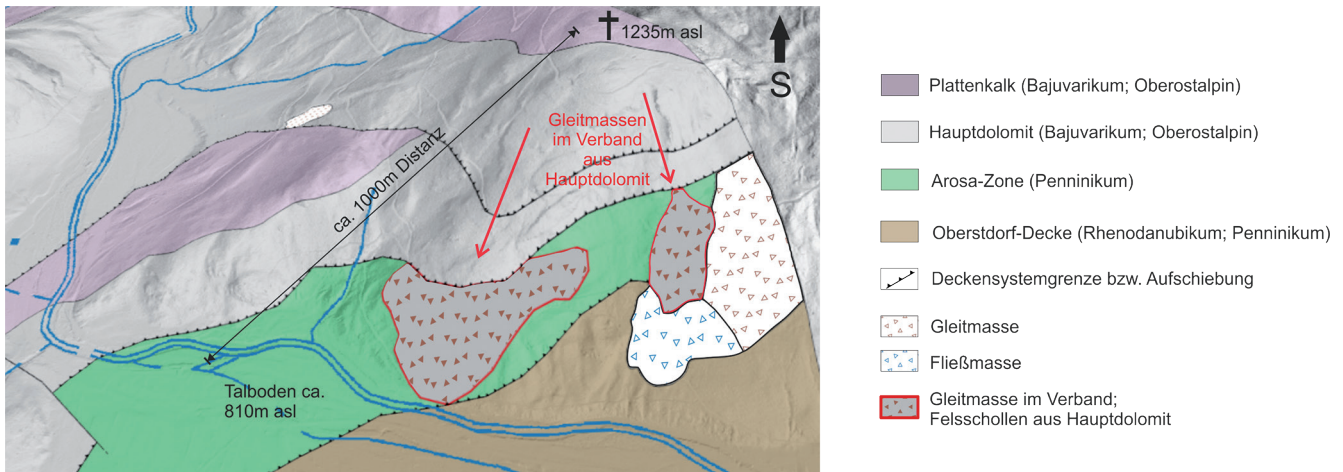 1235m asl
S
Gleitmassen
im Verband
aus
Hauptdolomit
ca. 1000m Distanz
Talboden ca.
810m asl
Plattenkalk (Bajuvarikum; Oberostalpin)
Hauptdolomit (Bajuvarikum; Oberostalpin)
Arosa-Zone (Penninikum)
Oberstdorf-Decke (Rhenodanubikum; Penninikum)
Deckensystemgrenze bzw. Aufschiebung
Gleitmasse
Fließmasse
Gleitmasse im Verband;
Felsschollen aus Hauptdolomit